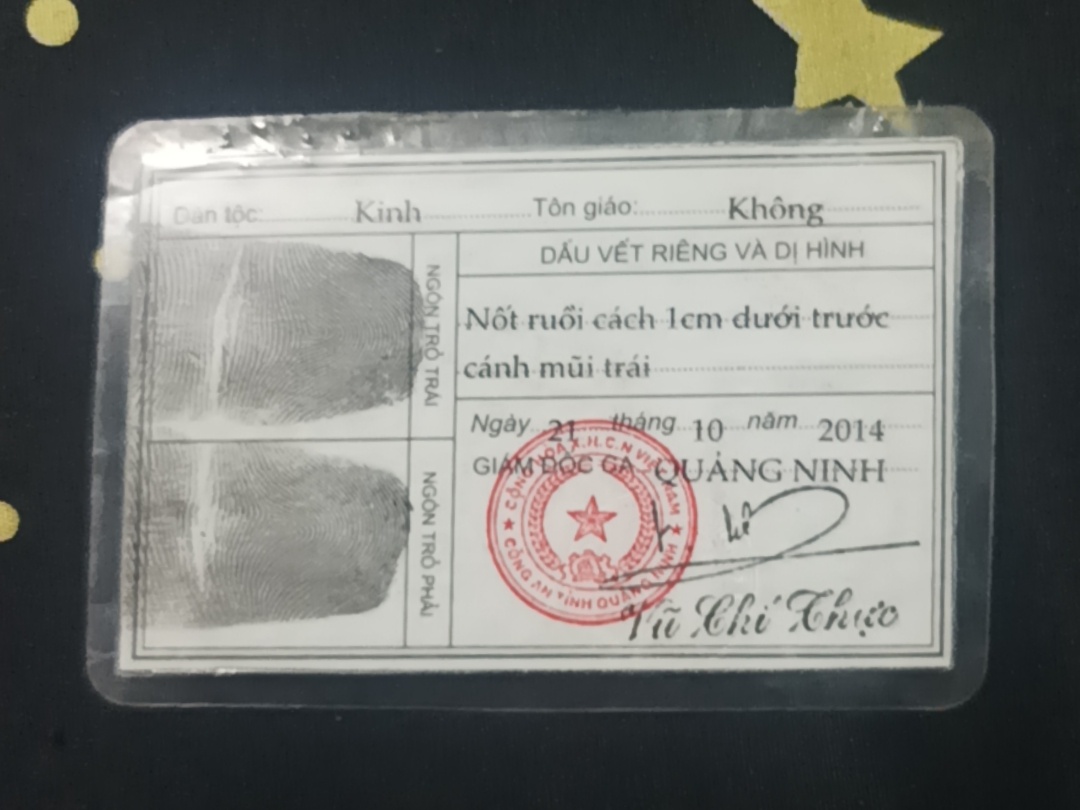 Dân tộc: Kinh Tôn giáo: Không
DẤU VẾT RIÊNG VÀ DỊ HÌNH
NGÓN TRỎ TRÁI
Nốt ruồi cách 1cm dưới trước
cánh mũi trái
NGÓN TRỎ PHẢI
Ngày 21 tháng 10 năm 2014
GIÁM ĐỐC CA QUẢNG NINH
CỘNG HÒA X.H.C.N VIỆT NAM
CÔNG AN TỈNH QUẢNG NINH
Vũ Chí Thực